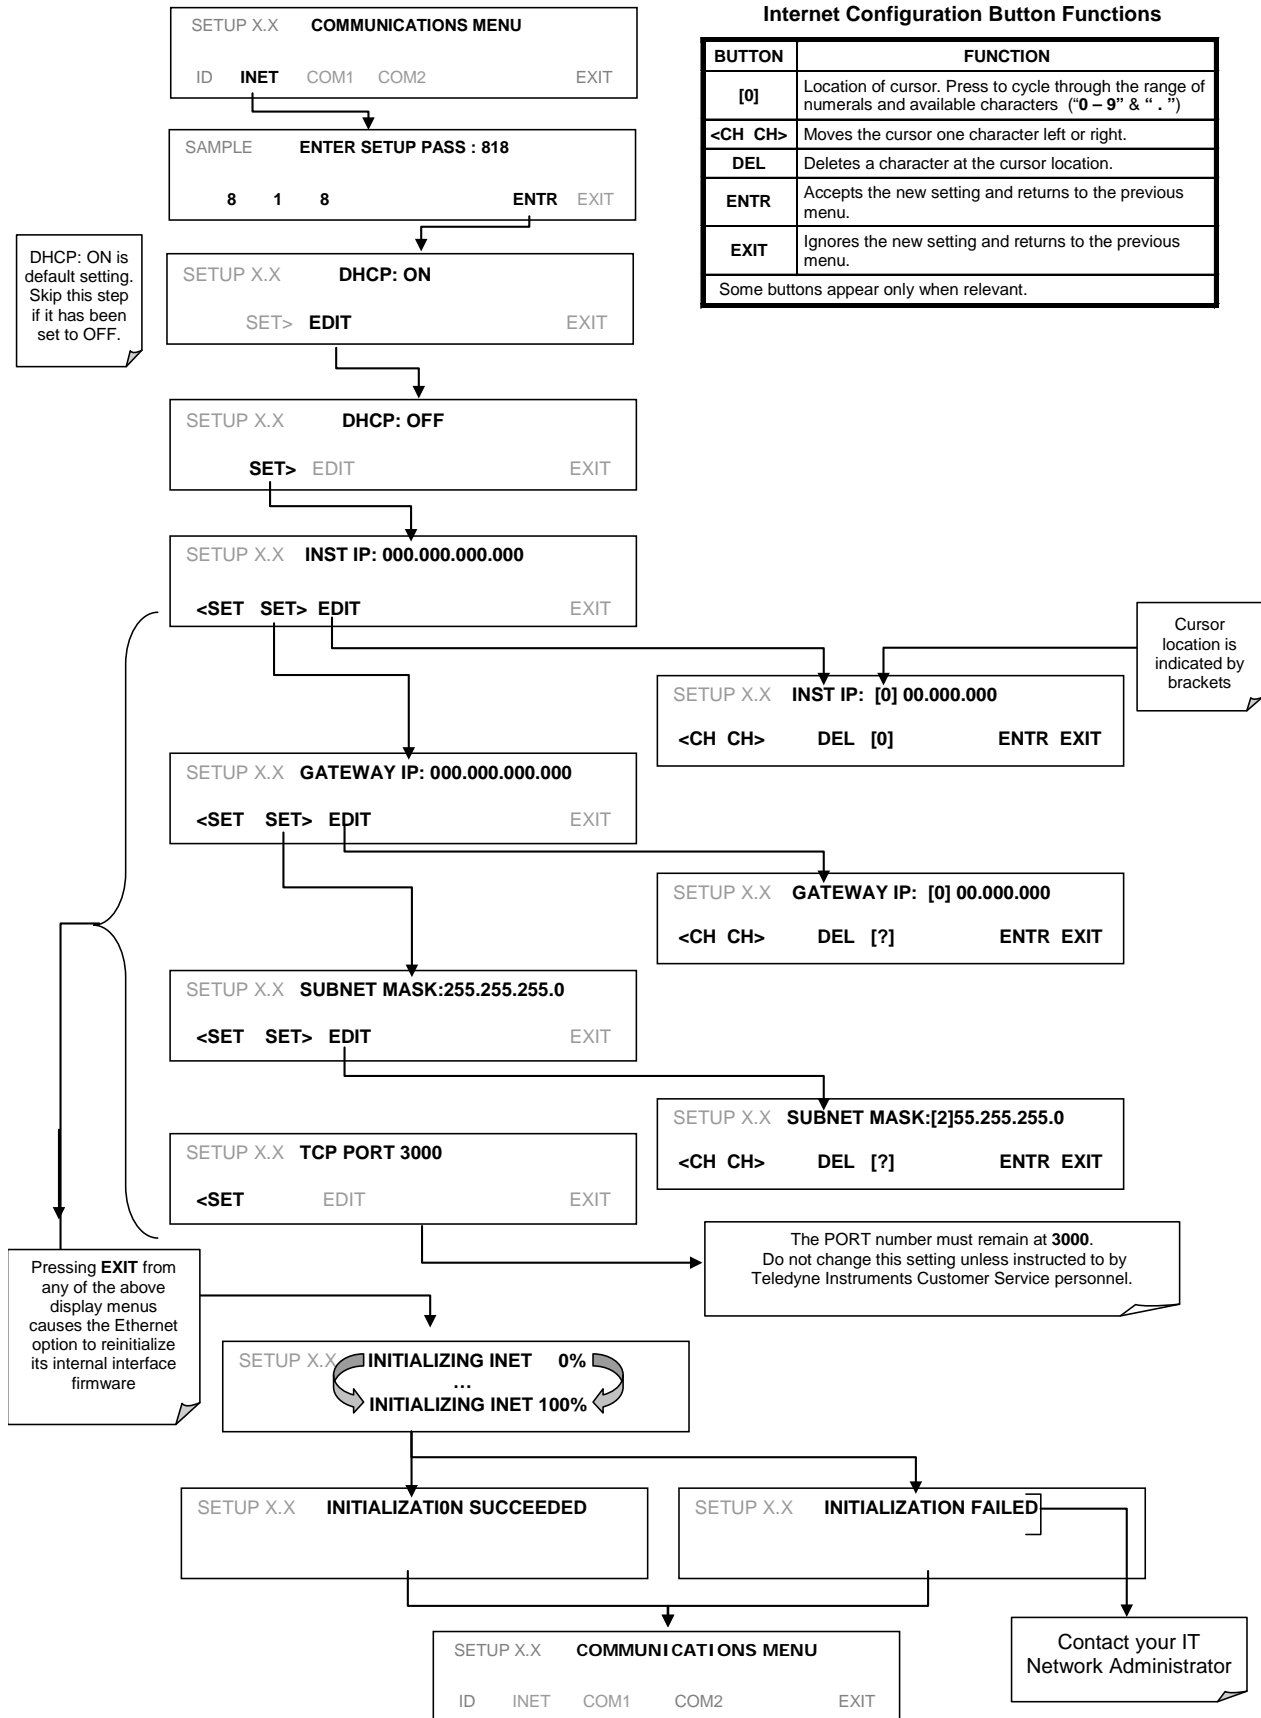 SETUP X.X COMMUNICATIONS MENU
ID INET COM1 COM2 EXIT
Internet Configuration Button Functions
BUTTON FUNCTION
[0] Location of cursor. Press to cycle through the range of
numerals and available characters (“0 – 9” & “ . ”)
<CH CH> Moves the cursor one character left or right.
DEL Deletes a character at the cursor location.
ENTR Accepts the new setting and returns to the previous
menu.
EXIT Ignores the new setting and returns to the previous
menu.
Some buttons appear only when relevant.
SAMPLE ENTER SETUP PASS : 818
8 1 8 ENTR EXIT
DHCP: ON is
default setting.
Skip this step
if it has been
set to OFF.
SETUP X.X DHCP: ON
SET> EDIT EXIT
SETUP X.X DHCP: OFF
SET> EDIT EXIT
SETUP X.X INST IP: 000.000.000.000
<SET SET> EDIT EXIT
Cursor
location is
indicated by
brackets
SETUP X.X INST IP: [0] 00.000.000
<CH CH> DEL [0] ENTR EXIT
SETUP X.X GATEWAY IP: 000.000.000.000
<SET SET> EDIT EXIT
SETUP X.X GATEWAY IP: [0] 00.000.000
<CH CH> DEL [?] ENTR EXIT
SETUP X.X SUBNET MASK:255.255.255.0
<SET SET> EDIT EXIT
SETUP X.X SUBNET MASK:[2]55.255.255.0
<CH CH> DEL [?] ENTR EXIT
SETUP X.X TCP PORT 3000
<SET EDIT EXIT
The PORT number must remain at 3000.
Do not change this setting unless instructed to by
Teledyne Instruments Customer Service personnel.
Pressing EXIT from
any of the above
display menus
causes the Ethernet
option to reinitialize
its internal interface
firmware
SETUP X.X INITIALIZING INET 0%
…
INITIALIZING INET 100%
SETUP X.X INITIALIZATI0N SUCCEEDED
SETUP X.X INITIALIZATION FAILED
Contact your IT
Network Administrator
SETUP X.X COMMUNICATIONS MENU
ID INET COM1 COM2 EXIT